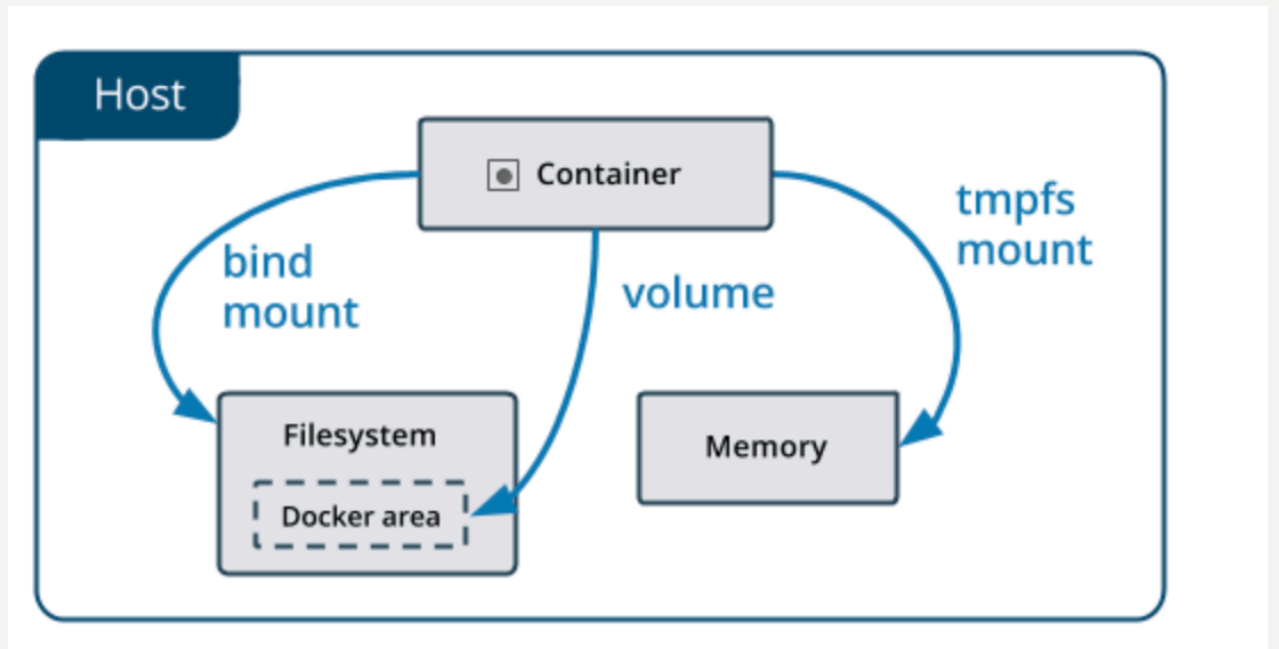 Host
Container
bind
mount
volume
tmpfs
mount
Filesystem
Docker area
Memory